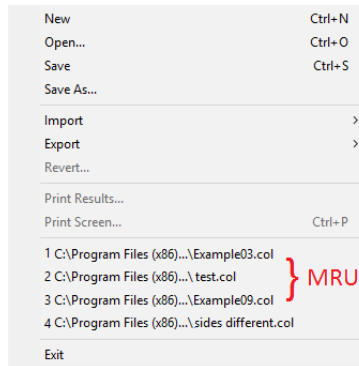 New Ctrl+N
Open... Ctrl+O
Save Ctrl+S
Save As...
Import
Export
Revert...
Print Results...
Print Screen... Ctrl+P
1 C:\Program Files (x86)...\Example03.col
2 C:\Program Files (x86)...\ test.col
3 C:\Program Files (x86)...\Example09.col
4 C:\Program Files (x86)...\sides different.col
MRU
Exit